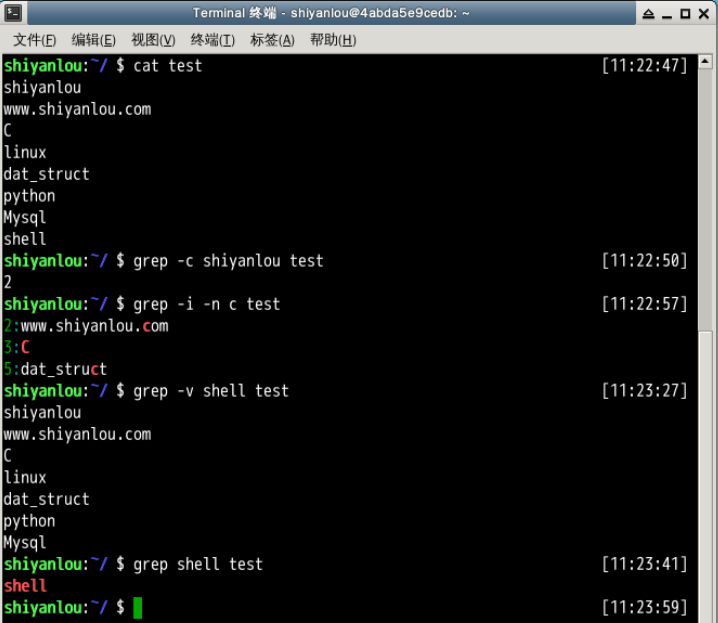 Terminal 终端 - shiyanlou@4abda5e9cedb: ~
文件(F) 编辑(E) 视图(V) 终端(T) 标签(A) 帮助(H)
shiyanlou:~/ $ cat test [11:22:47]
shiyanlou
www.shiyanlou.com
C
linux
dat_struct
python
Mysql
shell
shiyanlou:~/ $ grep -c shiyanlou test [11:22:50]
2
shiyanlou:~/ $ grep -i -n c test [11:22:57]
2:www.shiyanlou.com
3:C
5:dat_struct
shiyanlou:~/ $ grep -v shell test [11:23:27]
shiyanlou
www.shiyanlou.com
C
linux
dat_struct
python
Mysql
shiyanlou:~/ $ grep shell test [11:23:41]
shell
shiyanlou:~/ $ [11:23:59]